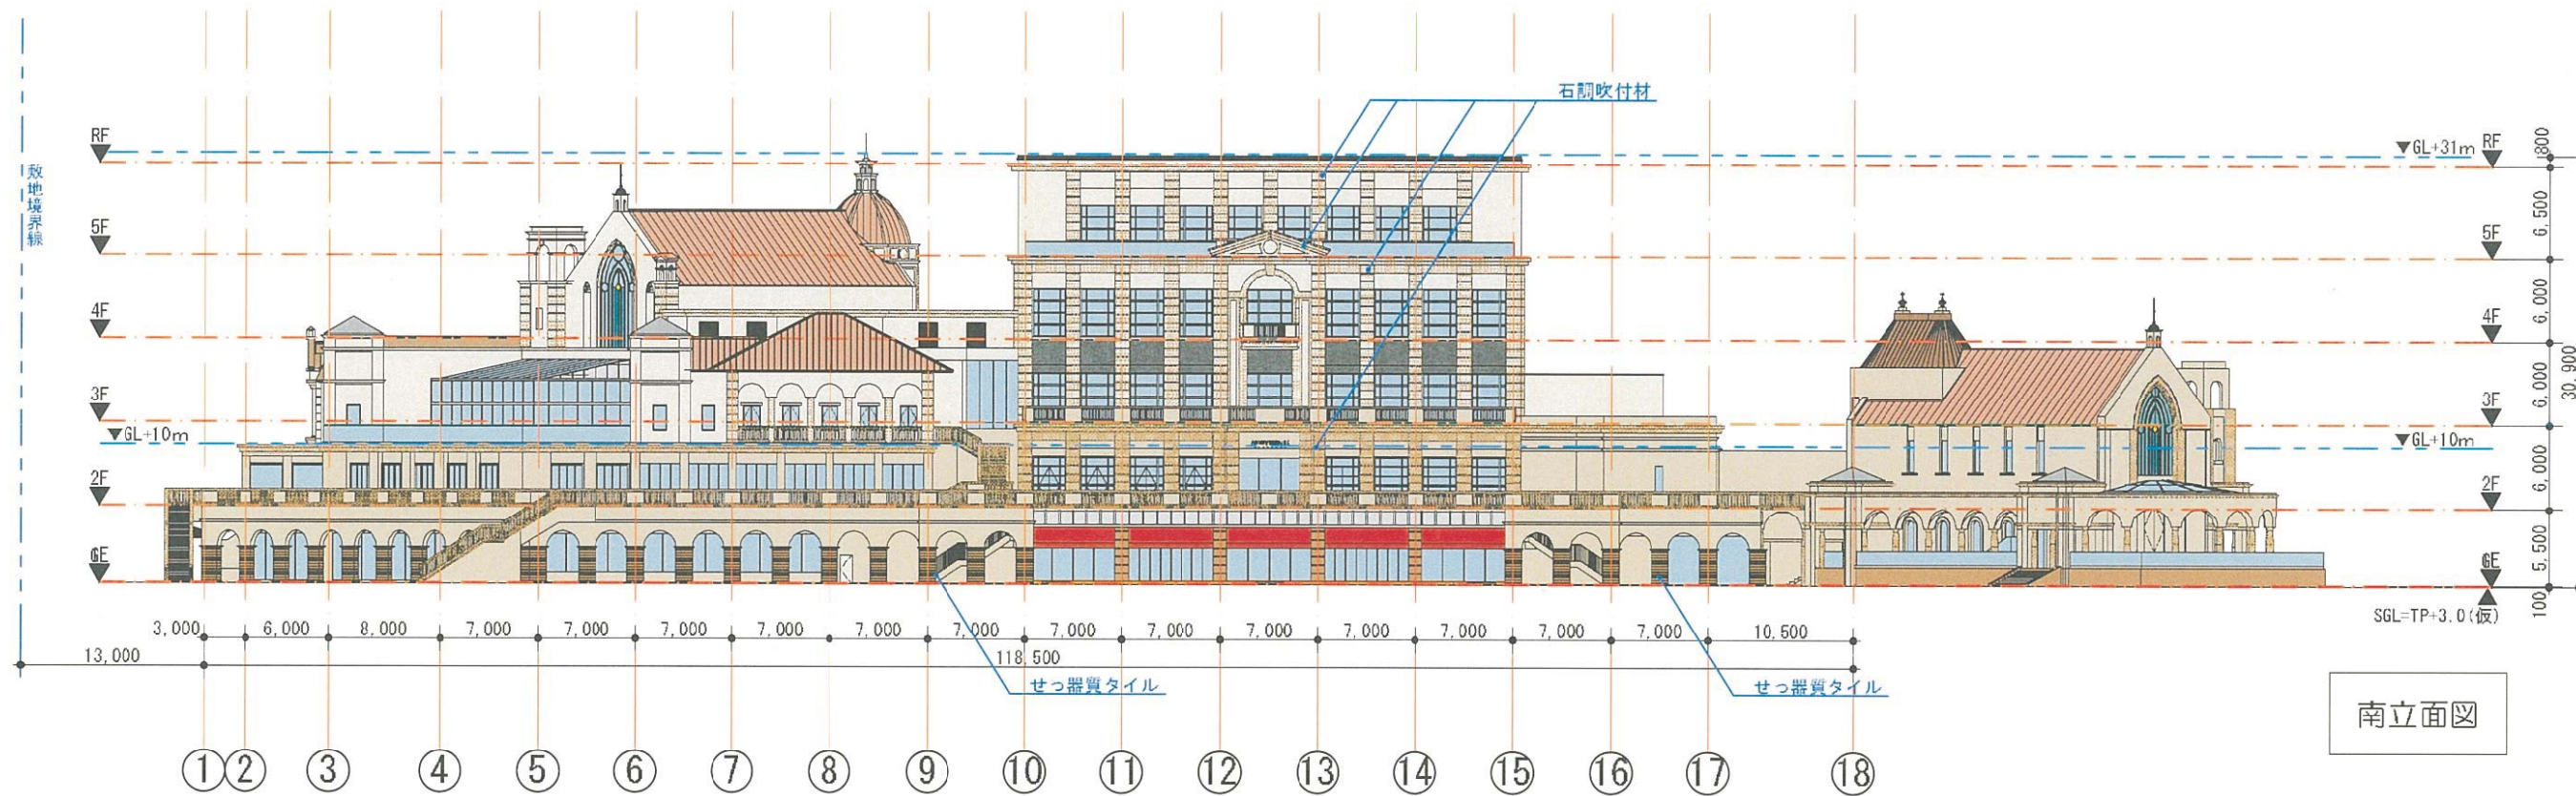 石調吹付材
RF
▼GL+31m RF
800
敷地境界線
6,500
5F
5F
6,000
4F
4F
6,000
30,900
3F
3F
▼GL+10m
▼GL+10m
6,000
2F
2F
5,500
GE
GE
100
SGL=TP+3.0(仮)
3,000 6,000 8,000 7,000 7,000 7,000 7,000 7,000 7,000 7,000 7,000 7,000 7,000 7,000 7,000 7,000 10,500
13,000 118,500
せっ器質タイル せっ器質タイル
南立面図
① ② ③ ④ ⑤ ⑥ ⑦ ⑧ ⑨ ⑩ ⑪ ⑫ ⑬ ⑭ ⑮ ⑯ ⑰ ⑱